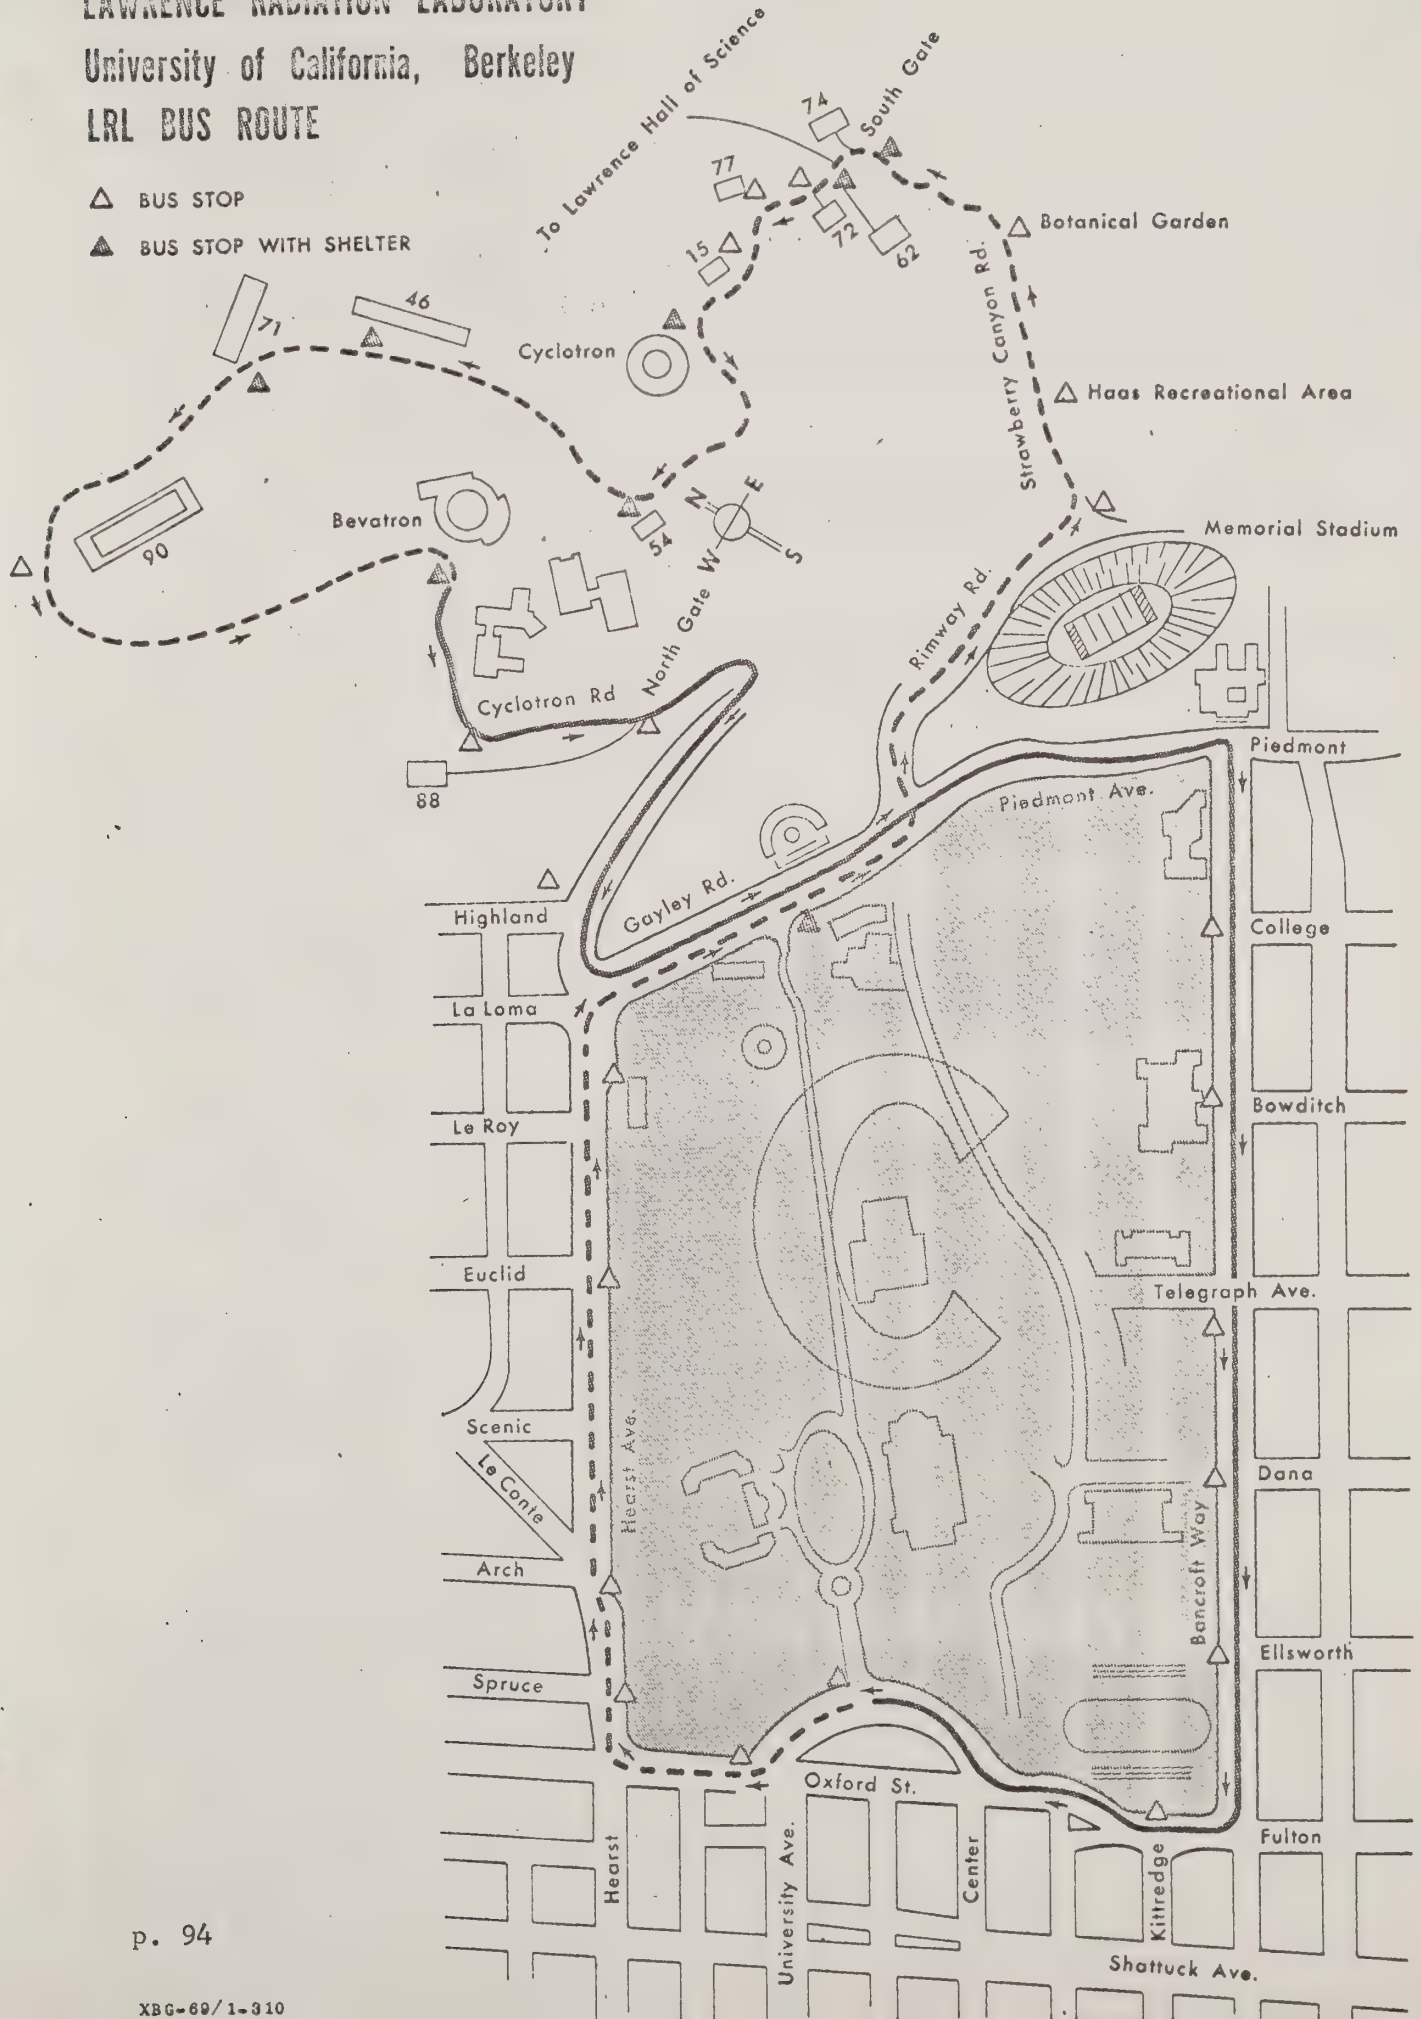 LAWRENCE RADIATION LABORATORY
University of California, Berkeley
LRL BUS ROUTE
BUS STOP
BUS STOP WITH SHELTER
To Lawrence Hall of Science
74
South Gate
77
72
62
15
Botanical Garden
Strawberry Canyon Rd.
71
46
Cyclotron
Haas Recreational Area
Bevatron
90
54
N
E
W
S
Memorial Stadium
Rimway Rd.
North Gate
Cyclotron Rd
88
Piedmont
Piedmont Ave.
Gayley Rd.
Highland
College
La Loma
Bowditch
Le Roy
Euclid
Telegraph Ave.
Scenic
Le Conte
Hearst Ave.
Dana
Bancroft Way
Arch
Ellsworth
Spruce
Oxford St.
Fulton
Hearst
University Ave.
Center
Kittredge
Shattuck Ave.
p. 94
XBG-69/1-310